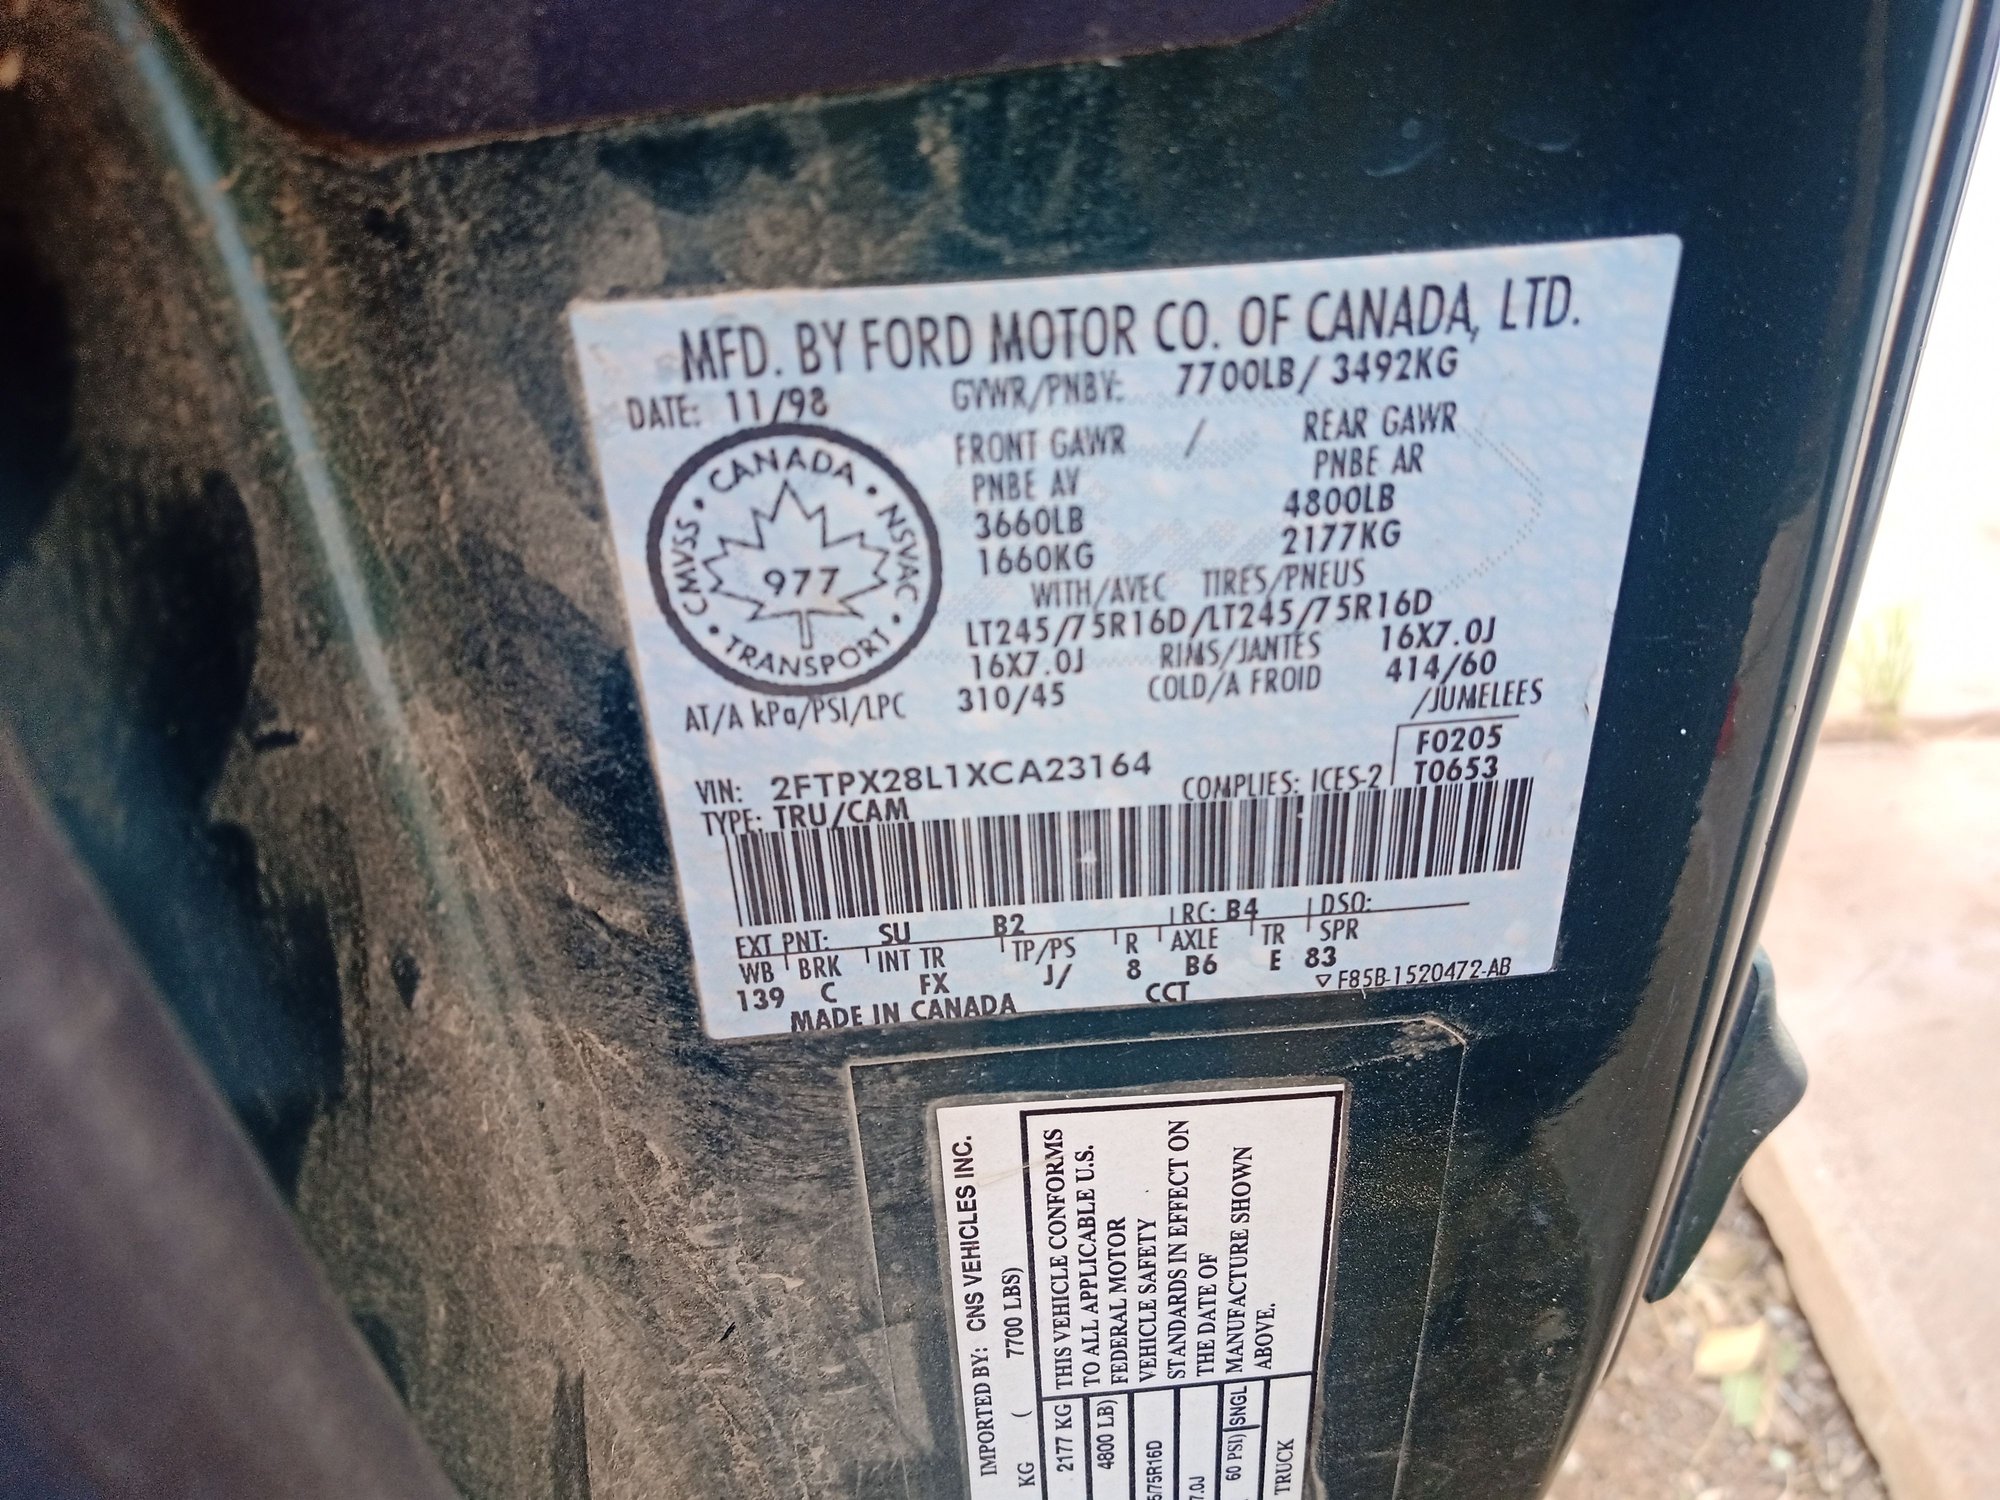 MFD. BY FORD MOTOR CO. OF CANADA, LTD.
DATE: 11/98 GVWR/PNBV: 7700LB/ 3492KG
FRONT GAWR / REAR GAWR
PNBE AV PNBE AR
3660LB 4800LB
1660KG 2177KG
WITH/AVEC TIRES/PNEUS
LT245/75R16D/LT245/75R16D
16X7.0J RIMS/JANTES 16X7.0J
AT/A kPa/PSI/LPC 310/45 COLD/A FROID 414/60
/JUMELEES
CANADA • NSVAC • TRANSPORT • CMVSS •
977
VIN: 2FTPX28L1XCA23164 COMPLIES: ICES-2 F0205
TYPE: TRU/CAM T0653
EXT PNT: SU B2 RC: B4 DSO:
WB BRK INT TR TP/PS R AXLE TR SPR
139 C FX J/ 8 B6 E 83
MADE IN CANADA CCT ▽ F85B-1520472-AB
IMPORTED BY: CNS VEHICLES INC.
KG ( 7700 LBS)
THIS VEHICLE CONFORMS
TO ALL APPLICABLE U.S.
FEDERAL MOTOR
VEHICLE SAFETY
STANDARDS IN EFFECT ON
THE DATE OF
MANUFACTURE SHOWN
ABOVE.
2177 KG
4800 LB)
5/75R16D
7.0J
60 PSI) SNGL
TRUCK